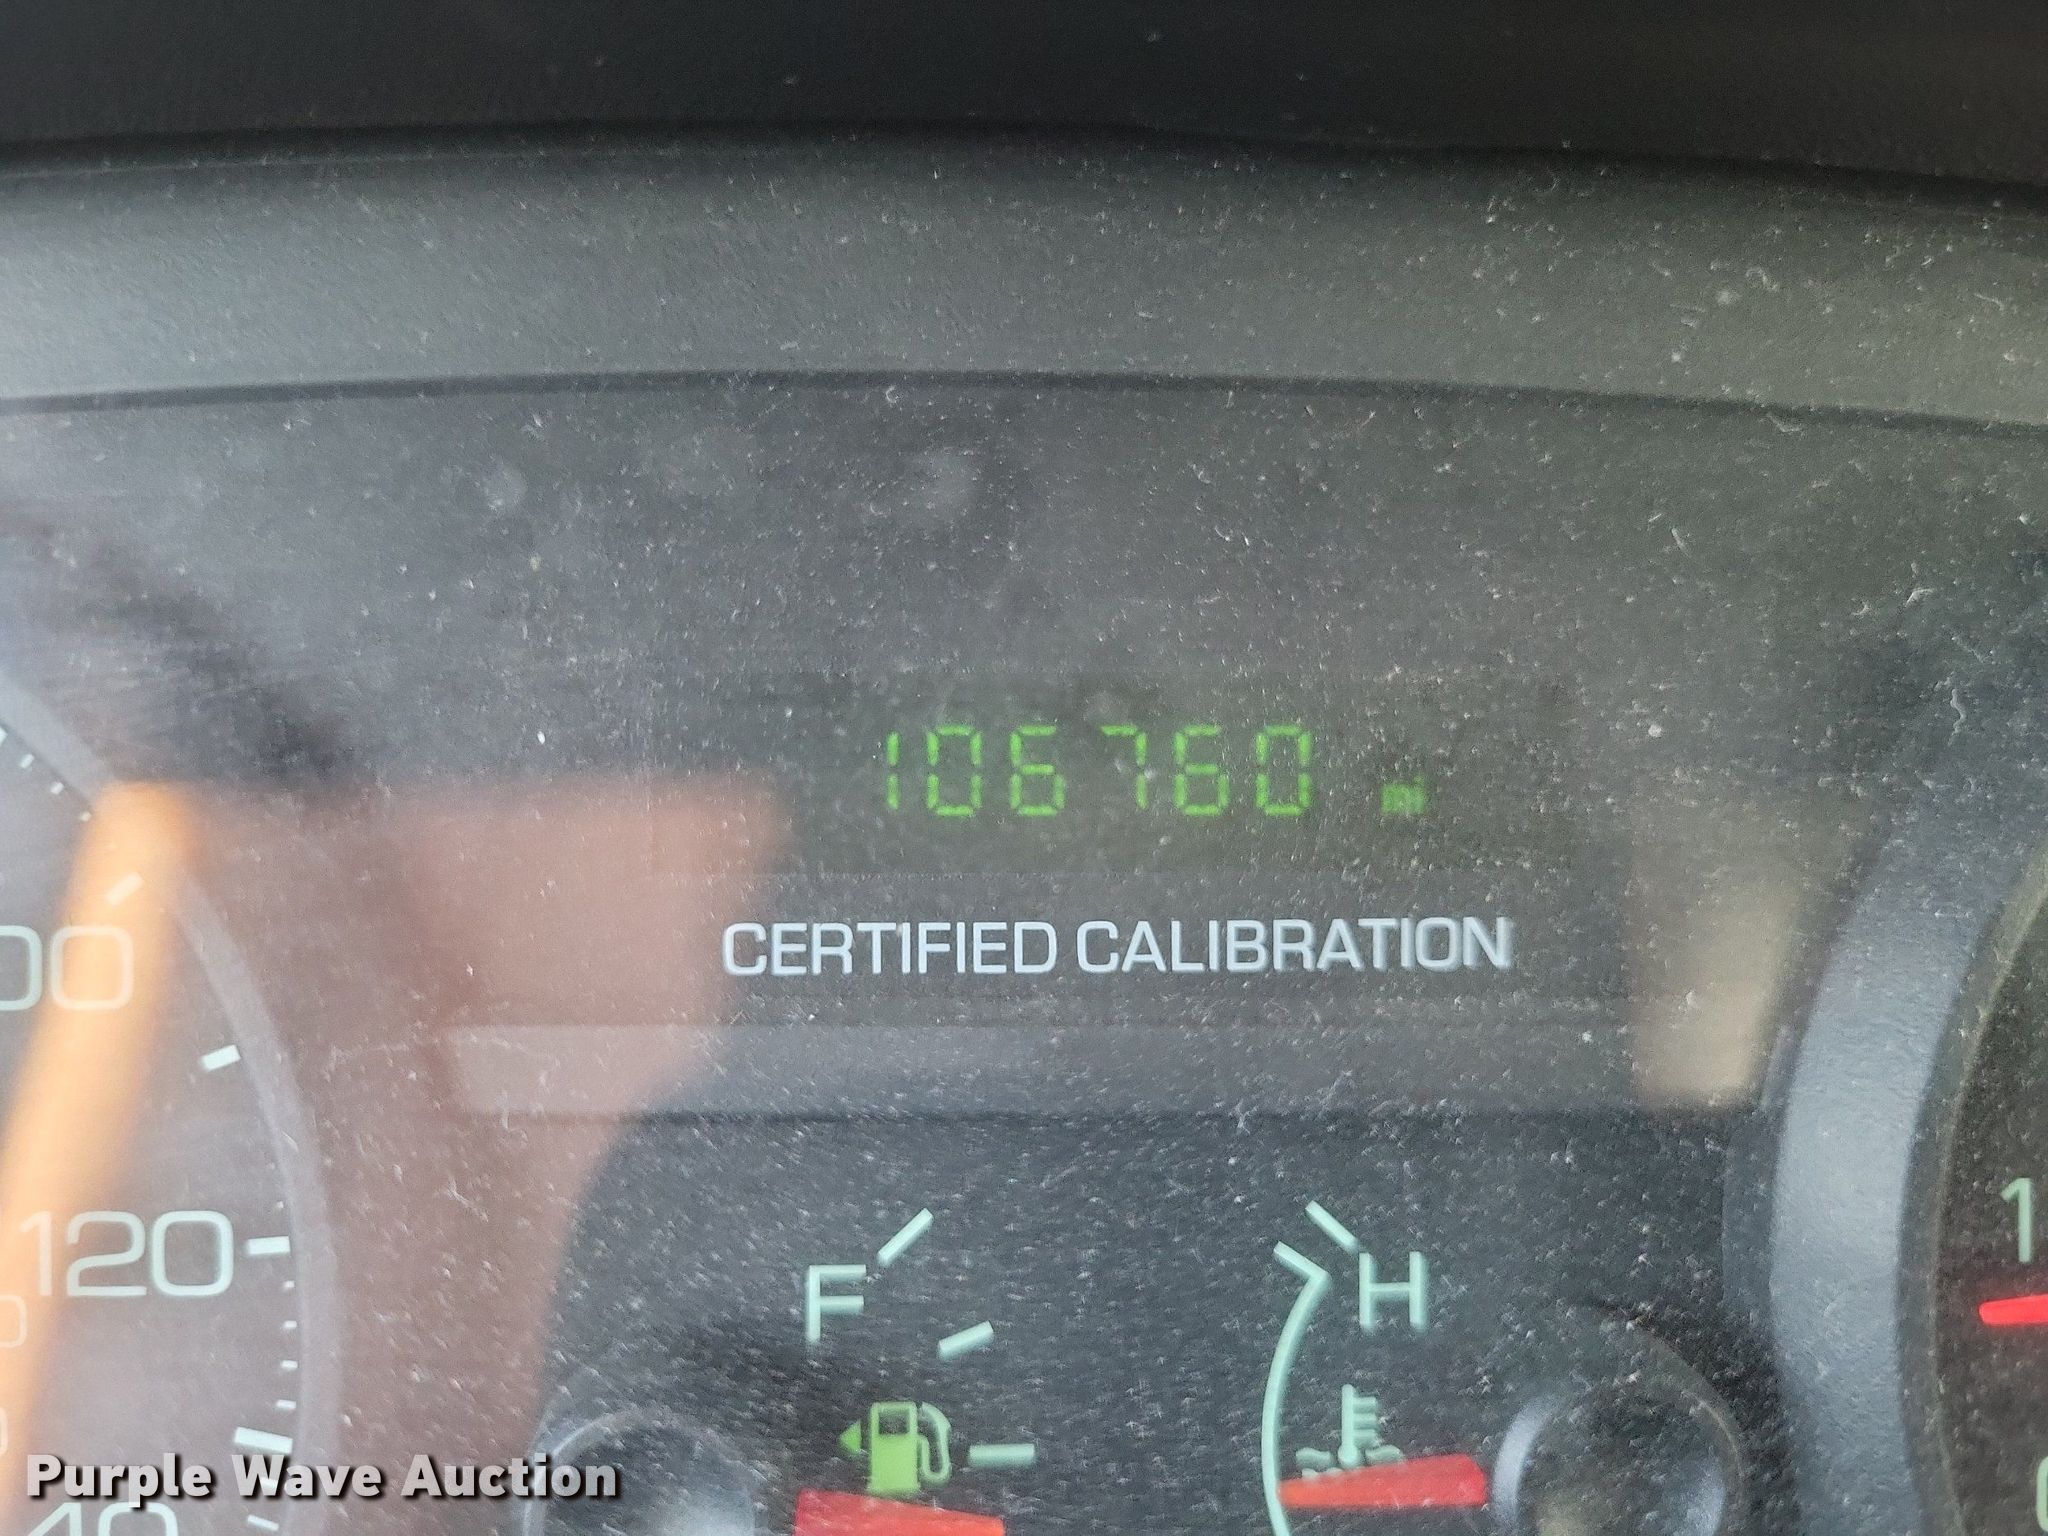 106760 mi
CERTIFIED CALIBRATION
120
F
H
Purple Wave Auction